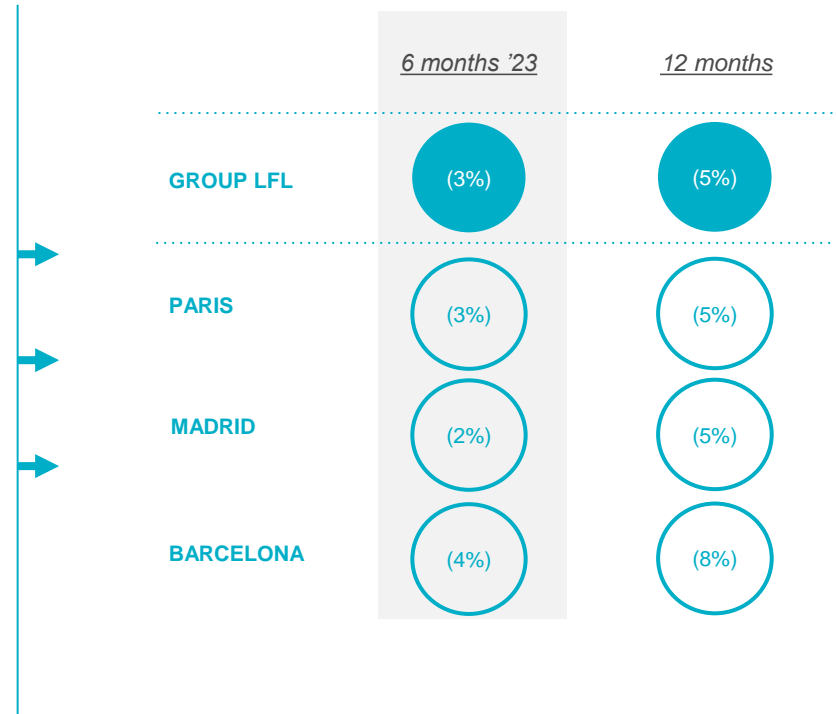 6 months ’23 12 months
GROUP LFL (3%) (5%)
PARIS (3%) (5%)
MADRID (2%) (5%)
BARCELONA (4%) (8%)